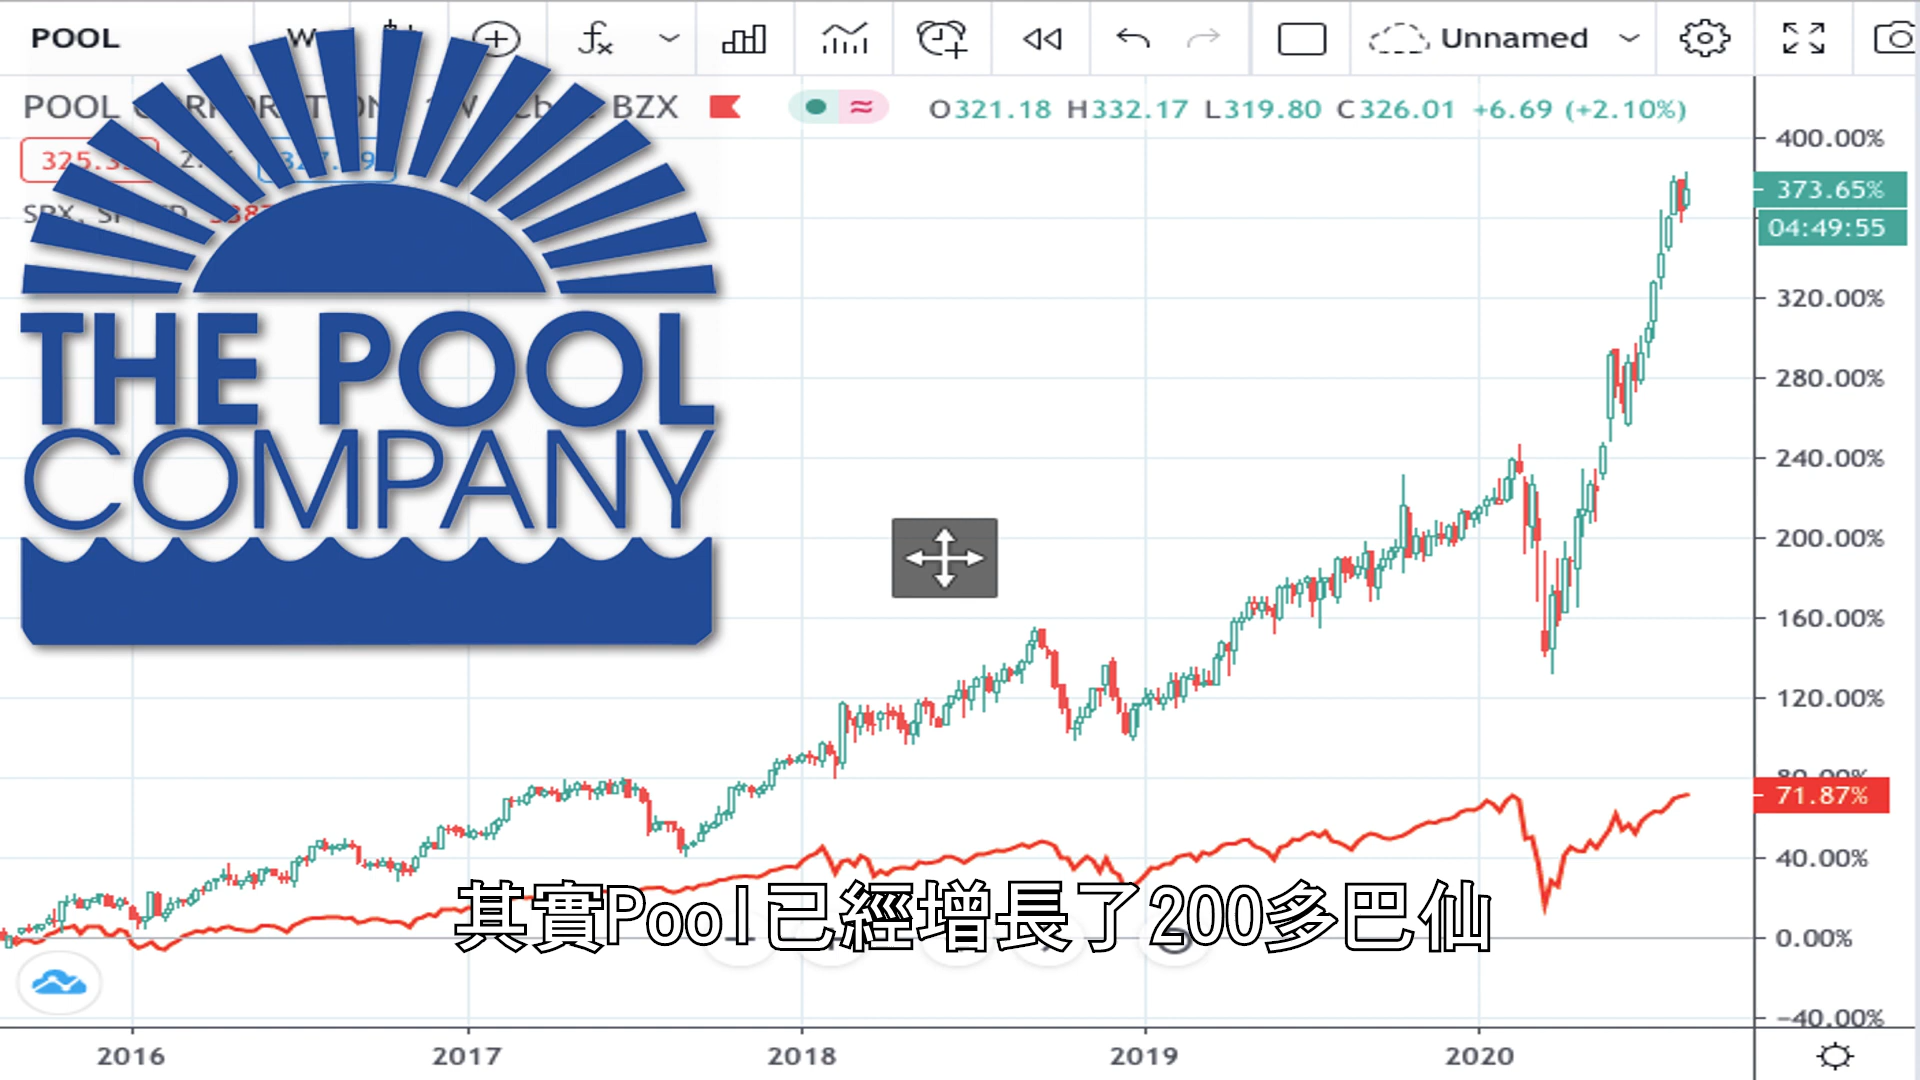 POOL
Unnamed
POOL
BZX
O321.18 H332.17 L319.80 C326.01 +6.69 (+2.10%)
THE POOL
COMPANY
400.00%
373.65%
04:49:55
320.00%
280.00%
240.00%
200.00%
160.00%
120.00%
80.00%
71.87%
40.00%
0.00%
-40.00%
其實Pool已經增長了200多巴仙
2016 2017 2018 2019 2020